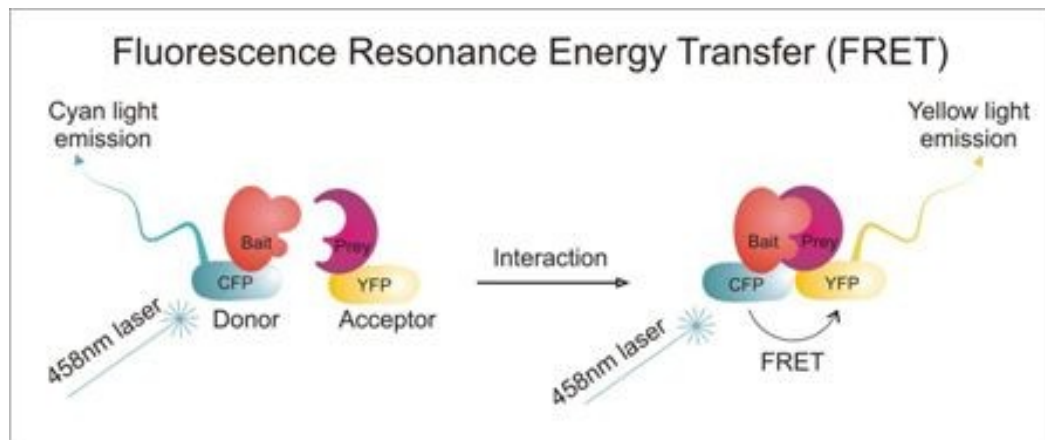 Fluorescence Resonance Energy Transfer (FRET)
Cyan light
emission
Bait
Prey
CFP
YFP
Donor
Acceptor
458nm laser
Interaction
Yellow light
emission
Bait
Prey
CFP
YFP
FRET
458nm laser